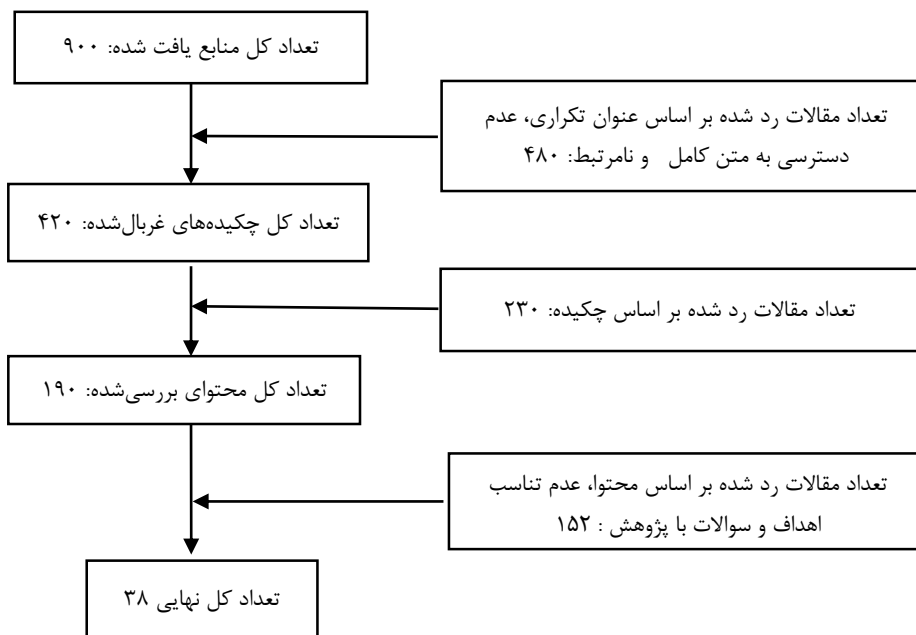 تعداد کل منابع یافت شده: ۹۰۰
تعداد مقالات رد شده بر اساس عنوان تکراری، عدم
دسترسی به متن کامل و نامرتبط: ۴۸۰
تعداد کل چکیده‌های غربال‌شده: ۴۲۰
تعداد مقالات رد شده بر اساس چکیده: ۲۳۰
تعداد کل محتوای بررسی‌شده: ۱۹۰
تعداد مقالات رد شده بر اساس محتوا، عدم تناسب
اهداف و سوالات با پژوهش : ۱۵۲
تعداد کل نهایی ۳۸